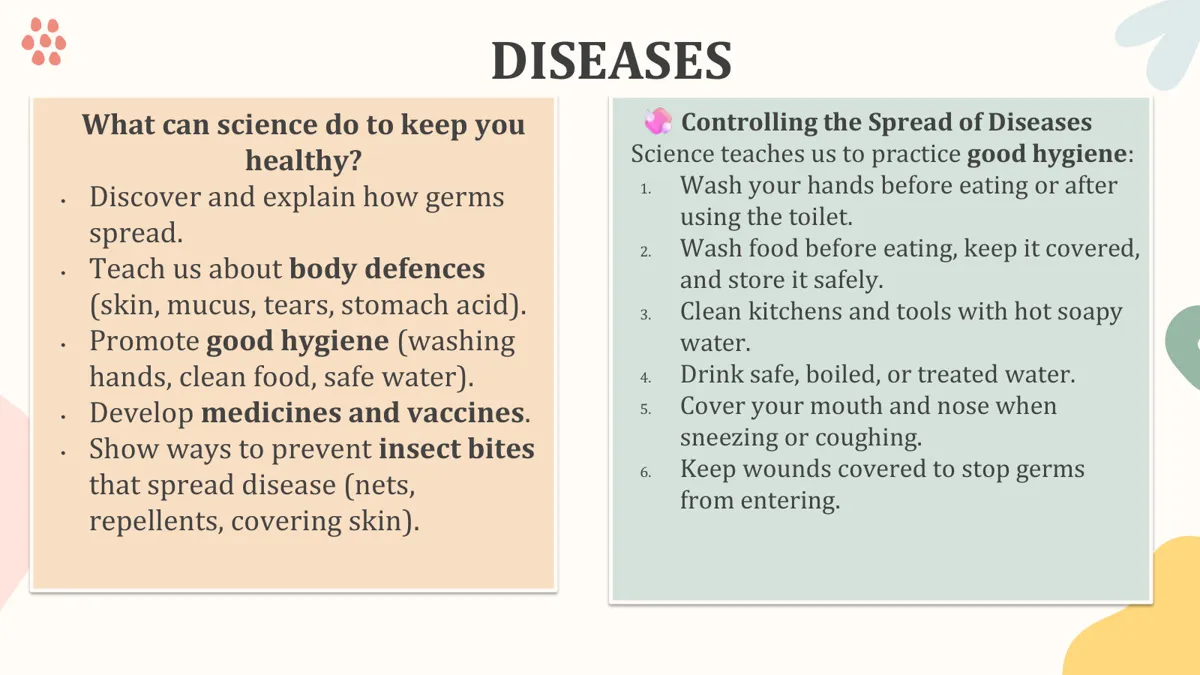 DISEASES
What can science do to keep you
healthy?
• Discover and explain how germs
spread.
• Teach us about body defences
(skin, mucus, tears, stomach acid).
• Promote good hygiene (washing
hands, clean food, safe water).
• Develop medicines and vaccines.
• Show ways to prevent insect bites
that spread disease (nets,
repellents, covering skin).
Controlling the Spread of Diseases
Science teaches us to practice good hygiene:
1. Wash your hands before eating or after
using the toilet.
2. Wash food before eating, keep it covered,
and store it safely.
3. Clean kitchens and tools with hot soapy
water.
4. Drink safe, boiled, or treated water.
5. Cover your mouth and nose when
sneezing or coughing.
6. Keep wounds covered to stop germs
from entering.